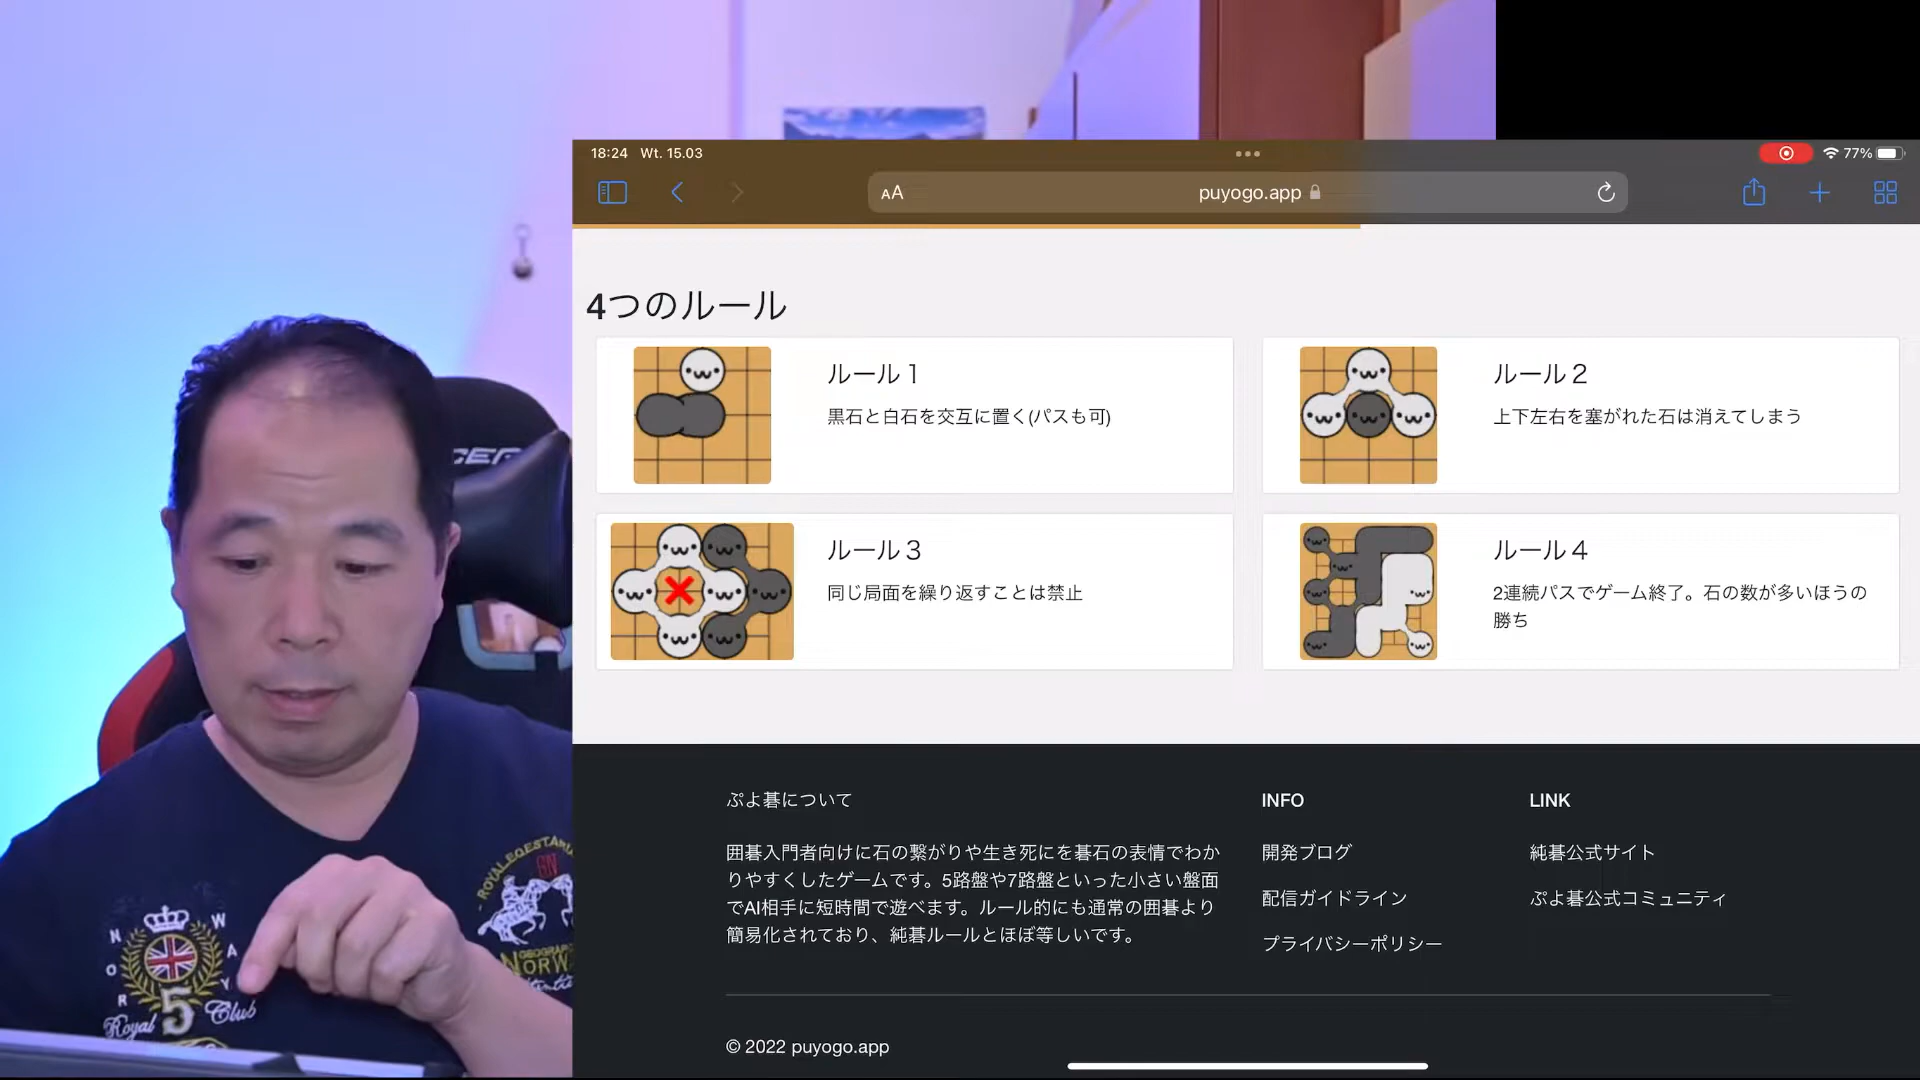 18:24 Wt. 15.03
77%
AA
puyogo.app
4つのルール
ルール1
黒石と白石を交互に置く(パスも可)
ルール2
上下左右を塞がれた石は消えてしまう
ルール3
同じ局面を繰り返すことは禁止
ルール4
2連続パスでゲーム終了。石の数が多いほうの
勝ち
ぷよ碁について
囲碁入門者向けに石の繋がりや生き死にを碁石の表情でわか
りやすくしたゲームです。5路盤や7路盤といった小さい盤面
でAI相手に短時間で遊べます。ルール的にも通常の囲碁より
簡易化されており、純碁ルールとほぼ等しいです。
INFO
開発ブログ
配信ガイドライン
プライバシーポリシー
LINK
純碁公式サイト
ぷよ碁公式コミュニティ
© 2022 puyogo.app
NORWAY
5
Royal Club